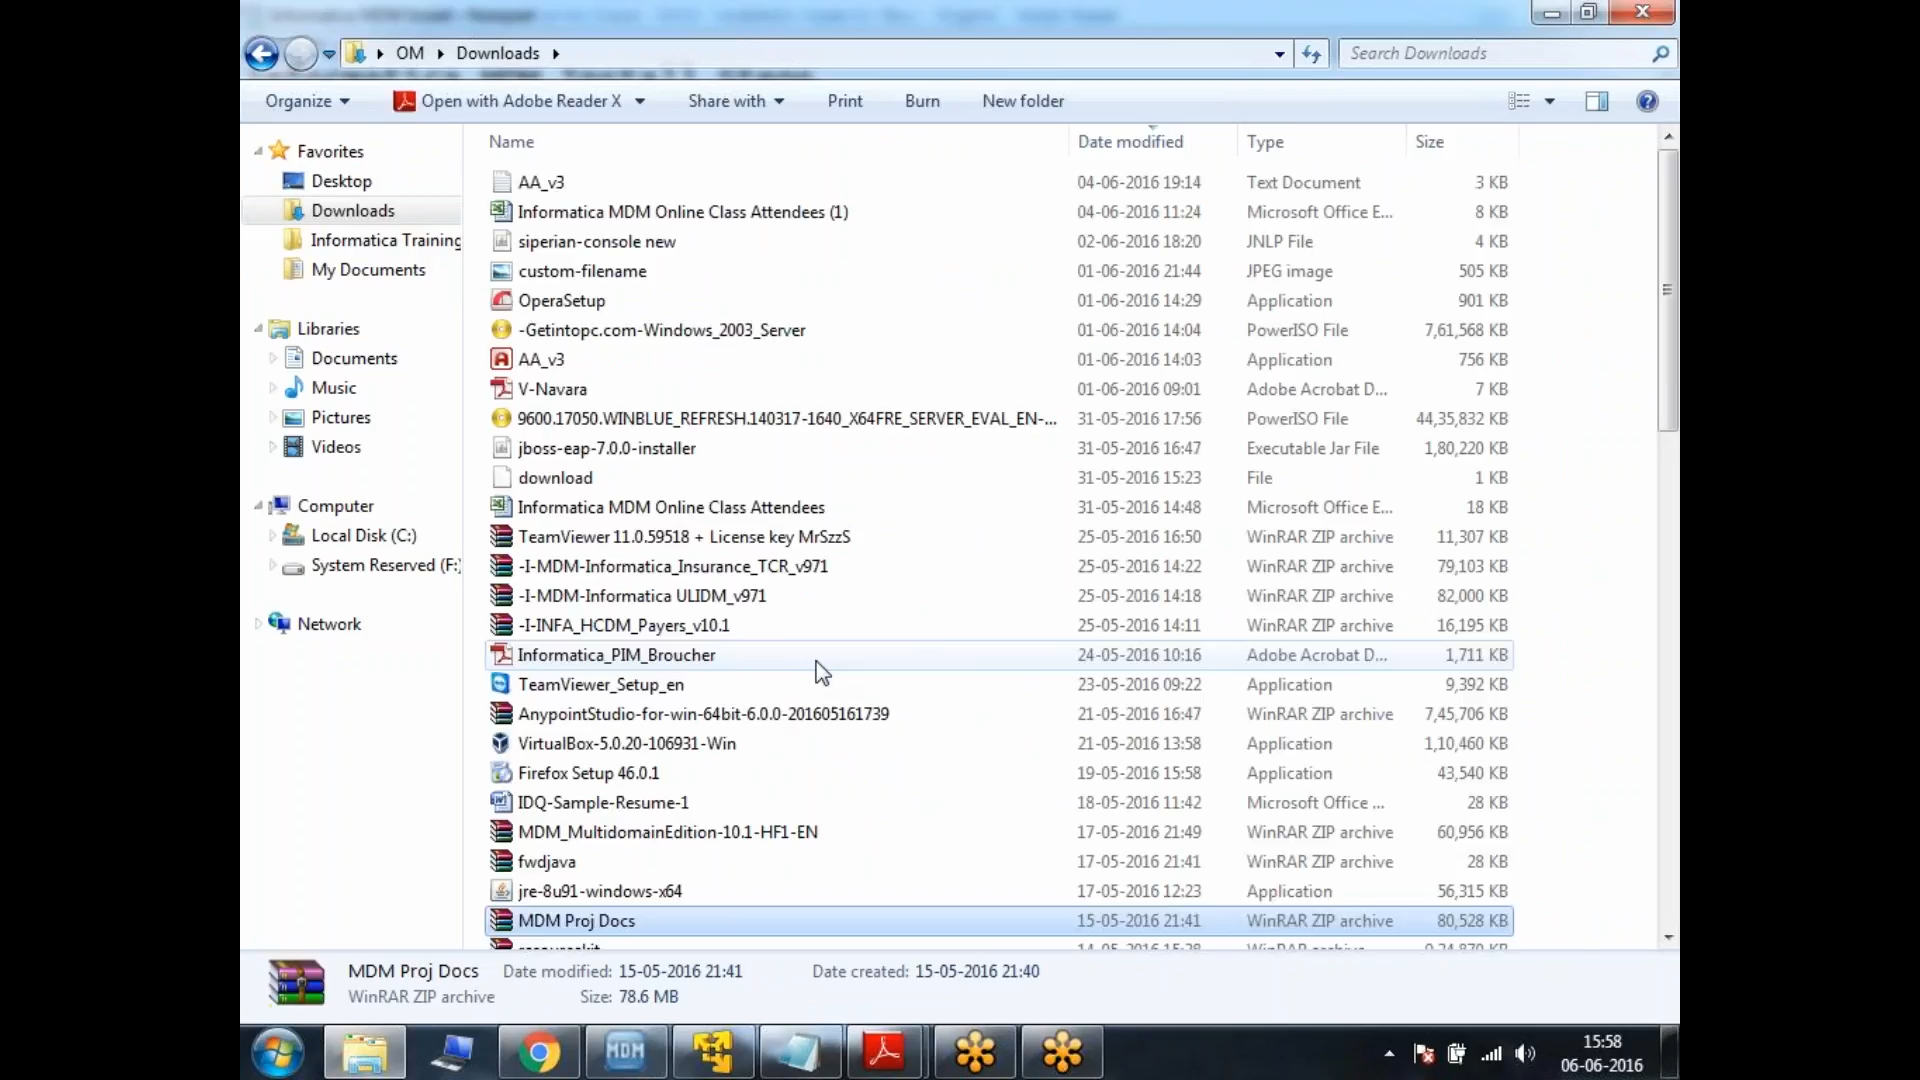 OM Downloads Search Downloads
Organize Open with Adobe Reader X Share with Print Burn New folder
Favorites
Desktop
Downloads
Informatica Training
My Documents
Libraries
Documents
Music
Pictures
Videos
Computer
Local Disk (C:)
System Reserved (F:)
Network
Name Date modified Type Size
AA_v3 04-06-2016 19:14 Text Document 3 KB
Informatica MDM Online Class Attendees (1) 04-06-2016 11:24 Microsoft Office E... 8 KB
siperian-console new 02-06-2016 18:20 JNLP File 4 KB
custom-filename 01-06-2016 21:44 JPEG image 505 KB
OperaSetup 01-06-2016 14:29 Application 901 KB
-Getintopc.com-Windows_2003_Server 01-06-2016 14:04 PowerISO File 7,61,568 KB
AA_v3 01-06-2016 14:03 Application 756 KB
V-Navara 01-06-2016 09:01 Adobe Acrobat D... 7 KB
9600.17050.WINBLUE_REFRESH.140317-1640_X64FRE_SERVER_EVAL_EN-... 31-05-2016 17:56 PowerISO File 44,35,832 KB
jboss-eap-7.0.0-installer 31-05-2016 16:47 Executable Jar File 1,80,220 KB
download 31-05-2016 15:23 File 1 KB
Informatica MDM Online Class Attendees 31-05-2016 14:48 Microsoft Office E... 18 KB
TeamViewer 11.0.59518 + License key MrSzzS 25-05-2016 16:50 WinRAR ZIP archive 11,307 KB
-I-MDM-Informatica_Insurance_TCR_v971 25-05-2016 14:22 WinRAR ZIP archive 79,103 KB
-I-MDM-Informatica ULIDM_v971 25-05-2016 14:18 WinRAR ZIP archive 82,000 KB
-I-INFA_HCDM_Payers_v10.1 25-05-2016 14:11 WinRAR ZIP archive 16,195 KB
Informatica_PIM_Broucher 24-05-2016 10:16 Adobe Acrobat D... 1,711 KB
TeamViewer_Setup_en 23-05-2016 09:22 Application 9,392 KB
AnypointStudio-for-win-64bit-6.0.0-201605161739 21-05-2016 16:47 WinRAR ZIP archive 7,45,706 KB
VirtualBox-5.0.20-106931-Win 21-05-2016 13:58 Application 1,10,460 KB
Firefox Setup 46.0.1 19-05-2016 15:58 Application 43,540 KB
IDQ-Sample-Resume-1 18-05-2016 11:42 Microsoft Office ... 28 KB
MDM_MultidomainEdition-10.1-HF1-EN 17-05-2016 21:49 WinRAR ZIP archive 60,956 KB
fwdjava 17-05-2016 21:41 WinRAR ZIP archive 28 KB
jre-8u91-windows-x64 17-05-2016 12:23 Application 56,315 KB
MDM Proj Docs 15-05-2016 21:41 WinRAR ZIP archive 80,528 KB
MDM Proj Docs Date modified: 15-05-2016 21:41 Date created: 15-05-2016 21:40
WinRAR ZIP archive Size: 78.6 MB
MDM
15:58
06-06-2016